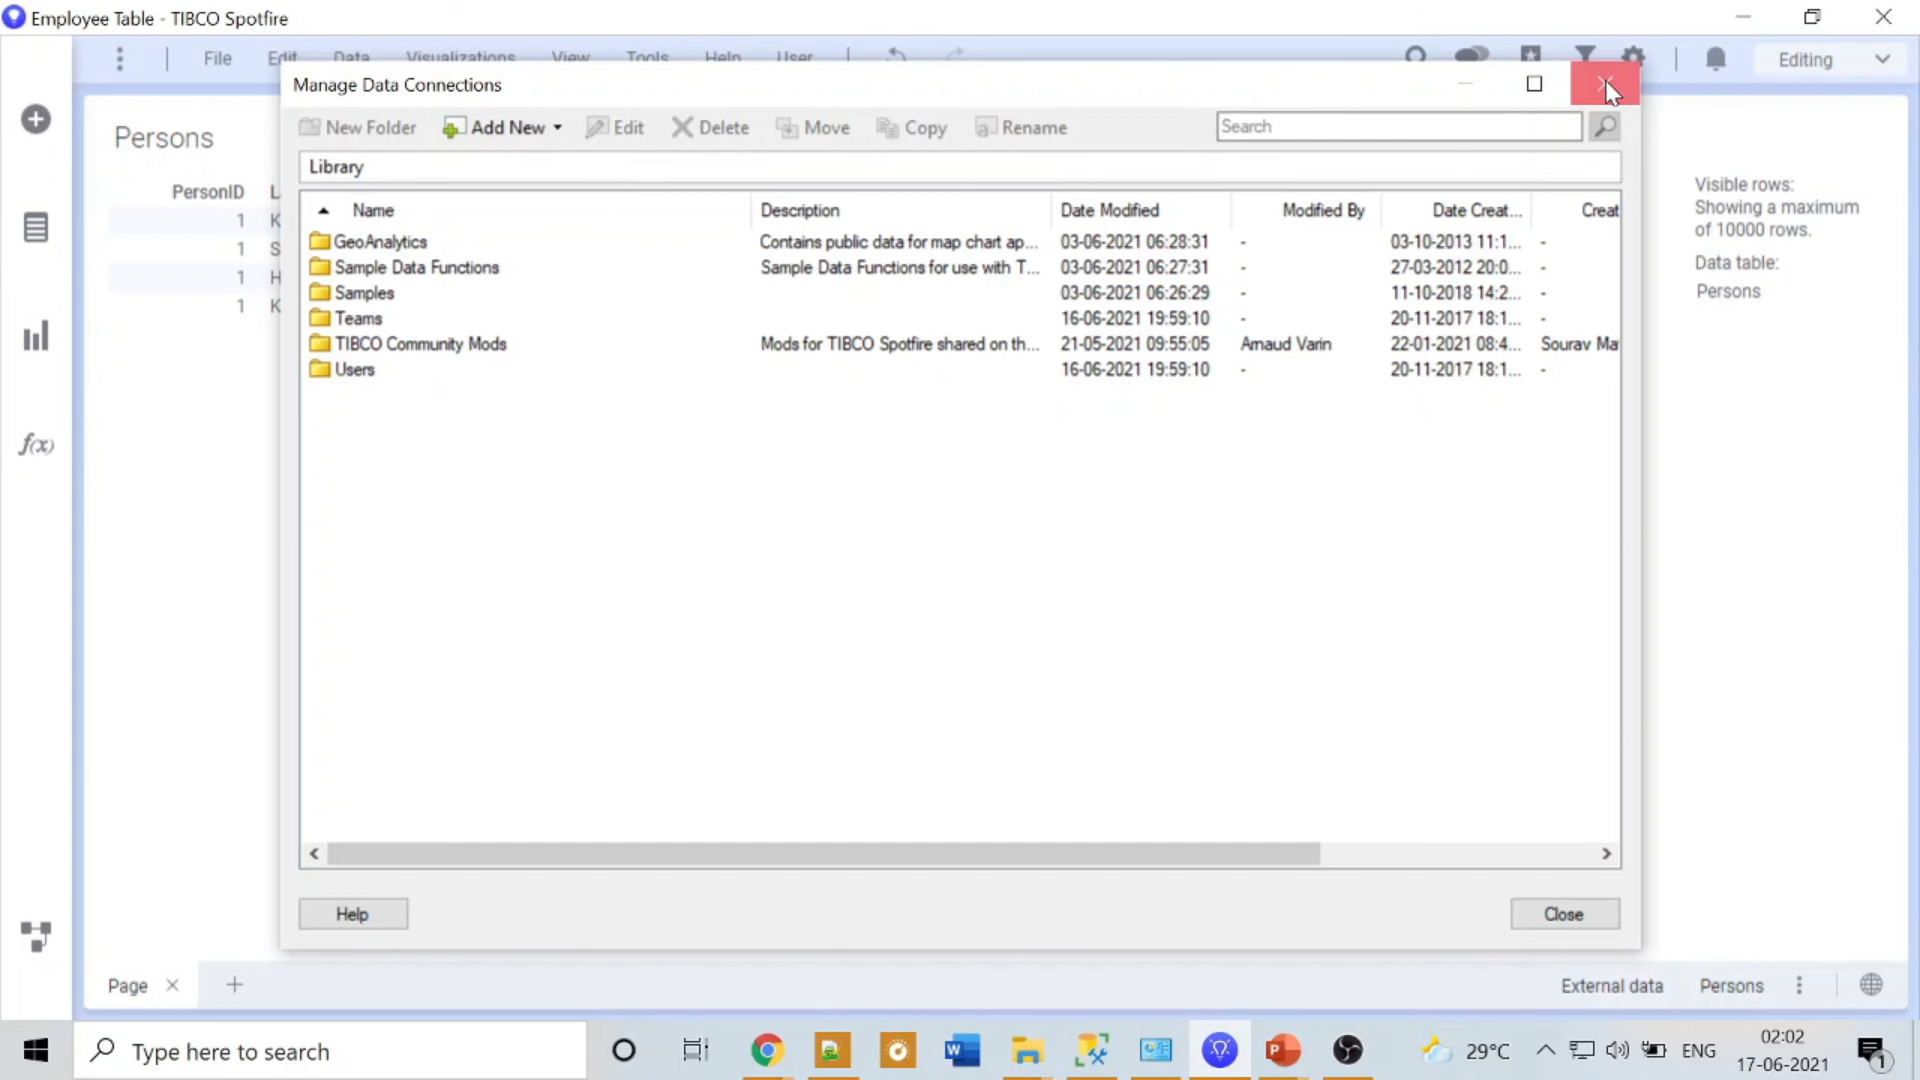 Employee Table - TIBCO Spotfire
File Edit Data Visualizations View Tools Help User Editing
Manage Data Connections
New Folder Add New Edit Delete Move Copy Rename Search
Library
Name Description Date Modified Modified By Date Creat... Creat
GeoAnalytics Contains public data for map chart ap... 03-06-2021 06:28:31 - 03-10-2013 11:1... -
Sample Data Functions Sample Data Functions for use with T... 03-06-2021 06:27:31 - 27-03-2012 20:0... -
Samples 03-06-2021 06:26:29 - 11-10-2018 14:2... -
Teams 16-06-2021 19:59:10 - 20-11-2017 18:1... -
TIBCO Community Mods Mods for TIBCO Spotfire shared on th... 21-05-2021 09:55:05 Arnaud Varin 22-01-2021 08:4... Sourav Ma
Users 16-06-2021 19:59:10 - 20-11-2017 18:1... -
Help Close
Persons
PersonID L
1 K
1 S
1 H
1 K
f(x)
Visible rows:
Showing a maximum
of 10000 rows.
Data table:
Persons
Page External data Persons
Type here to search 29°C ENG 02:02
17-06-2021 1